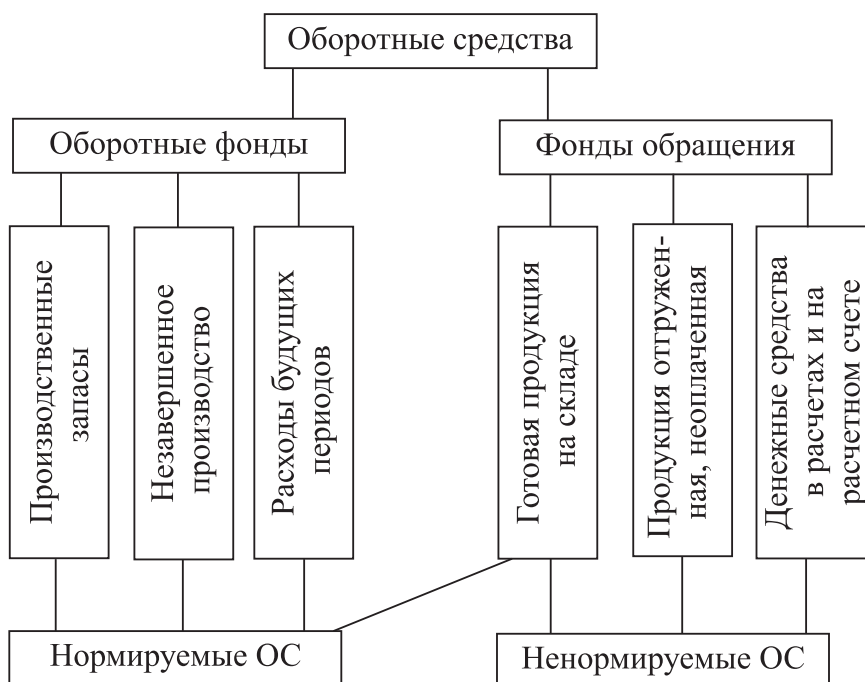 Оборотные средства
Оборотные фонды
Фонды обращения
Производственные
запасы
Незавершенное
производство
Расходы будущих
периодов
Готовая продукция
на складе
Продукция отгружен-
ная, неоплаченная
Денежные средства
в расчетах и на
расчетном счете
Нормируемые ОС
Ненормируемые ОС